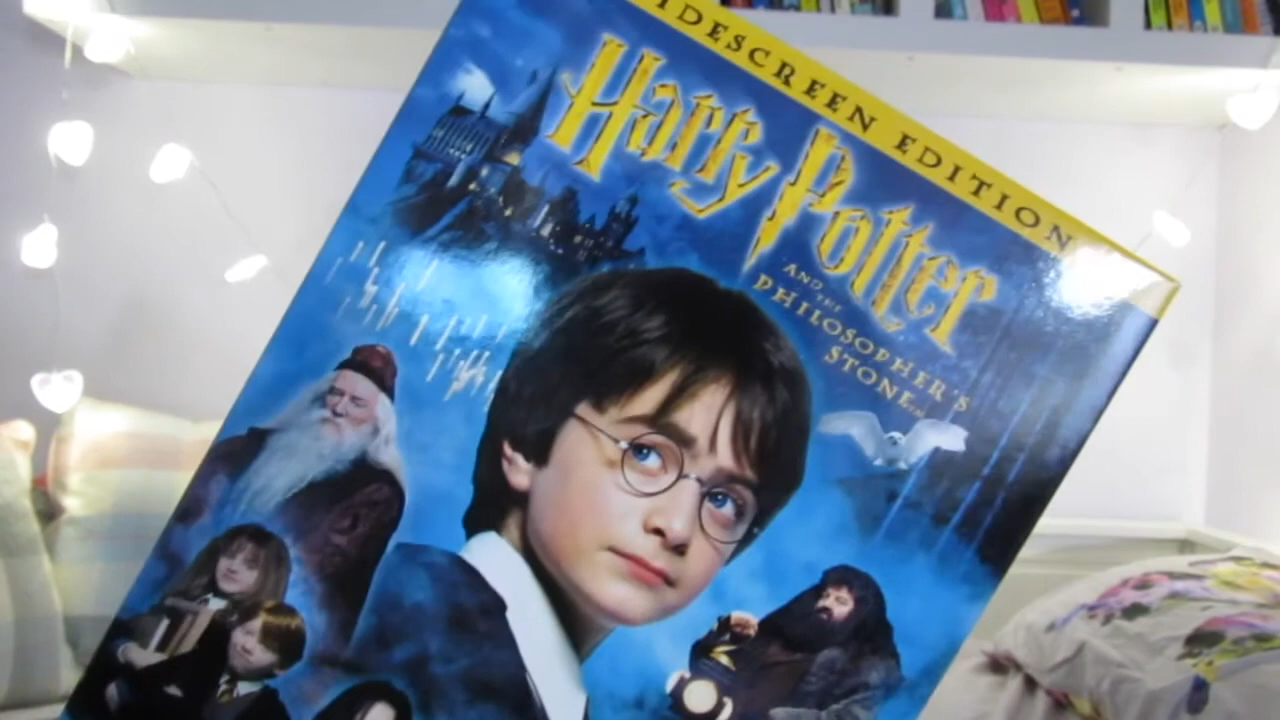 IDESCREEN EDITION
Harry Potter
AND THE
PHILOSOPHER'S
STONE